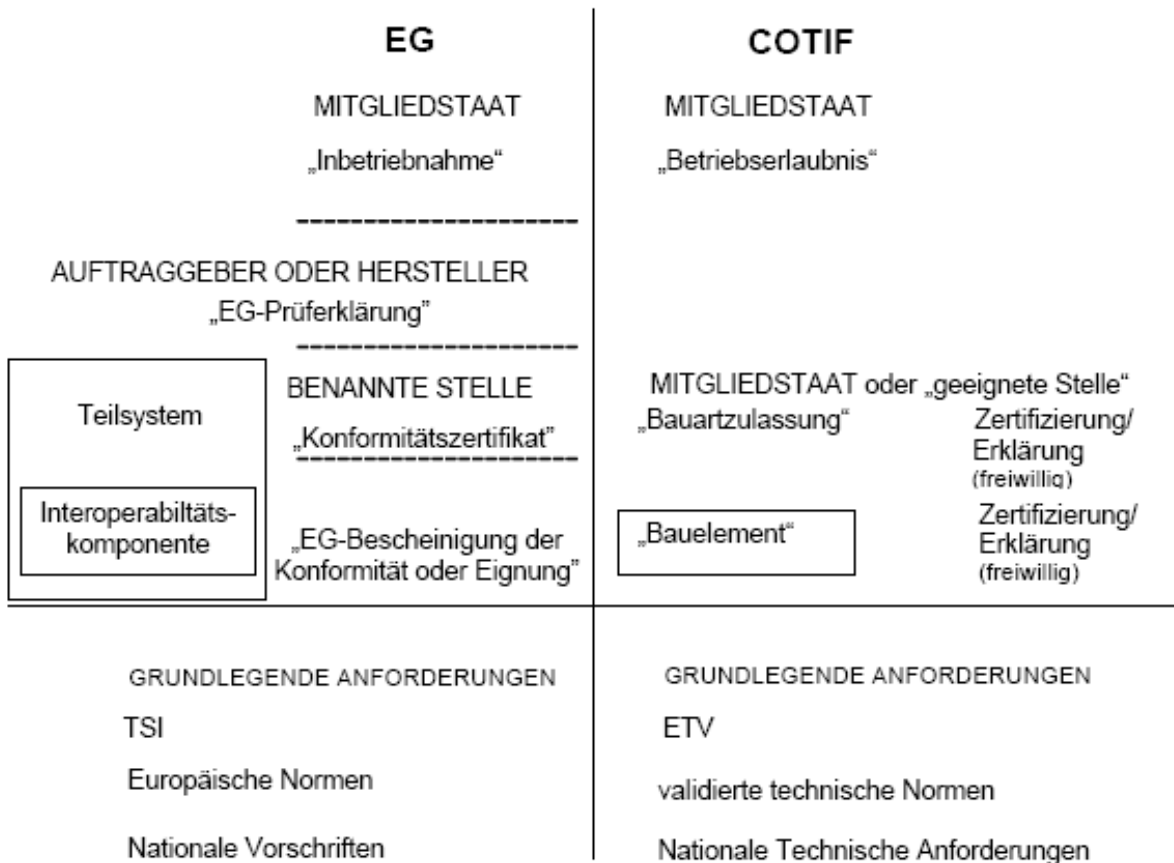 EG
MITGLIEDSTAAT
„Inbetriebnahme“
AUFTRAGGEBER ODER HERSTELLER
„EG-Prüferklärung”
Teilsystem
BENANNTE STELLE
„Konformitätszertifikat”
Interoperabiltäts-
komponente
„EG-Bescheinigung der
Konformität oder Eignung”
COTIF
MITGLIEDSTAAT
„Betriebserlaubnis”
MITGLIEDSTAAT oder „geeignete Stelle“
„Bauartzulassung“
Zertifizierung/
Erklärung
(freiwillig)
„Bauelement“
Zertifizierung/
Erklärung
(freiwillig)
GRUNDLEGENDE ANFORDERUNGEN
TSI
Europäische Normen
Nationale Vorschriften
GRUNDLEGENDE ANFORDERUNGEN
ETV
validierte technische Normen
Nationale Technische Anforderungen